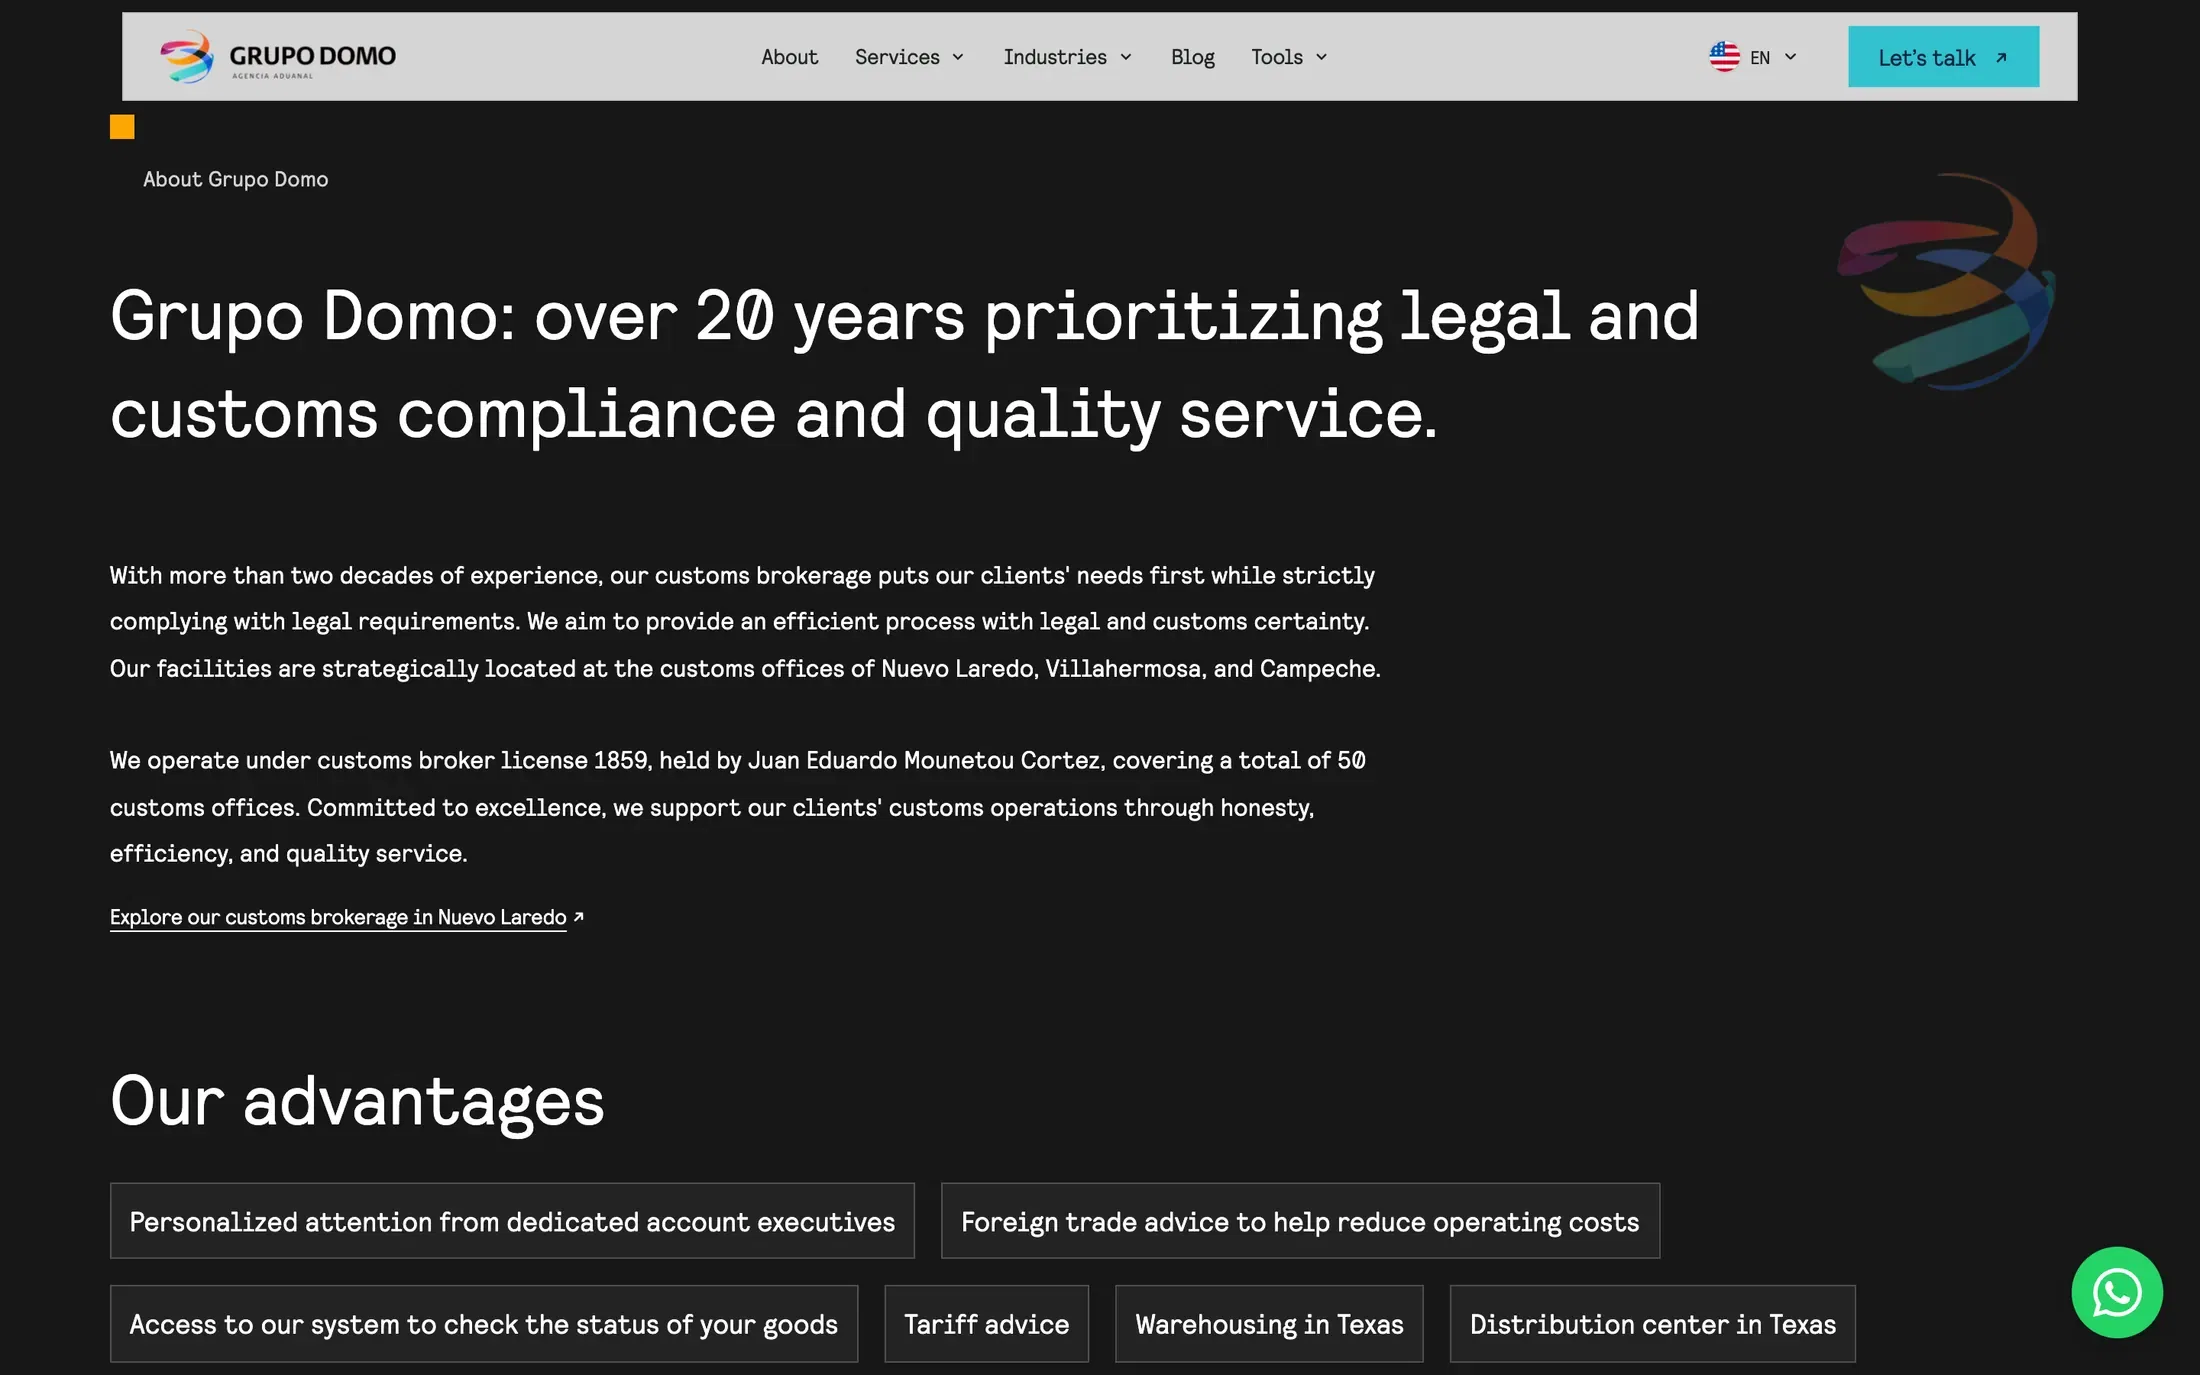 GRUPO DOMO
AGENCIA ADUANAL
About
Services
Industries
Blog
Tools
EN
Let's talk
About Grupo Domo
Grupo Domo: over 20 years prioritizing legal and
customs compliance and quality service.
With more than two decades of experience, our customs brokerage puts our clients' needs first while strictly
complying with legal requirements. We aim to provide an efficient process with legal and customs certainty.
Our facilities are strategically located at the customs offices of Nuevo Laredo, Villahermosa, and Campeche.
We operate under customs broker license 1859, held by Juan Eduardo Mounetou Cortez, covering a total of 50
customs offices. Committed to excellence, we support our clients' customs operations through honesty,
efficiency, and quality service.
Explore our customs brokerage in Nuevo Laredo
Our advantages
Personalized attention from dedicated account executives
Foreign trade advice to help reduce operating costs
Access to our system to check the status of your goods
Tariff advice
Warehousing in Texas
Distribution center in Texas